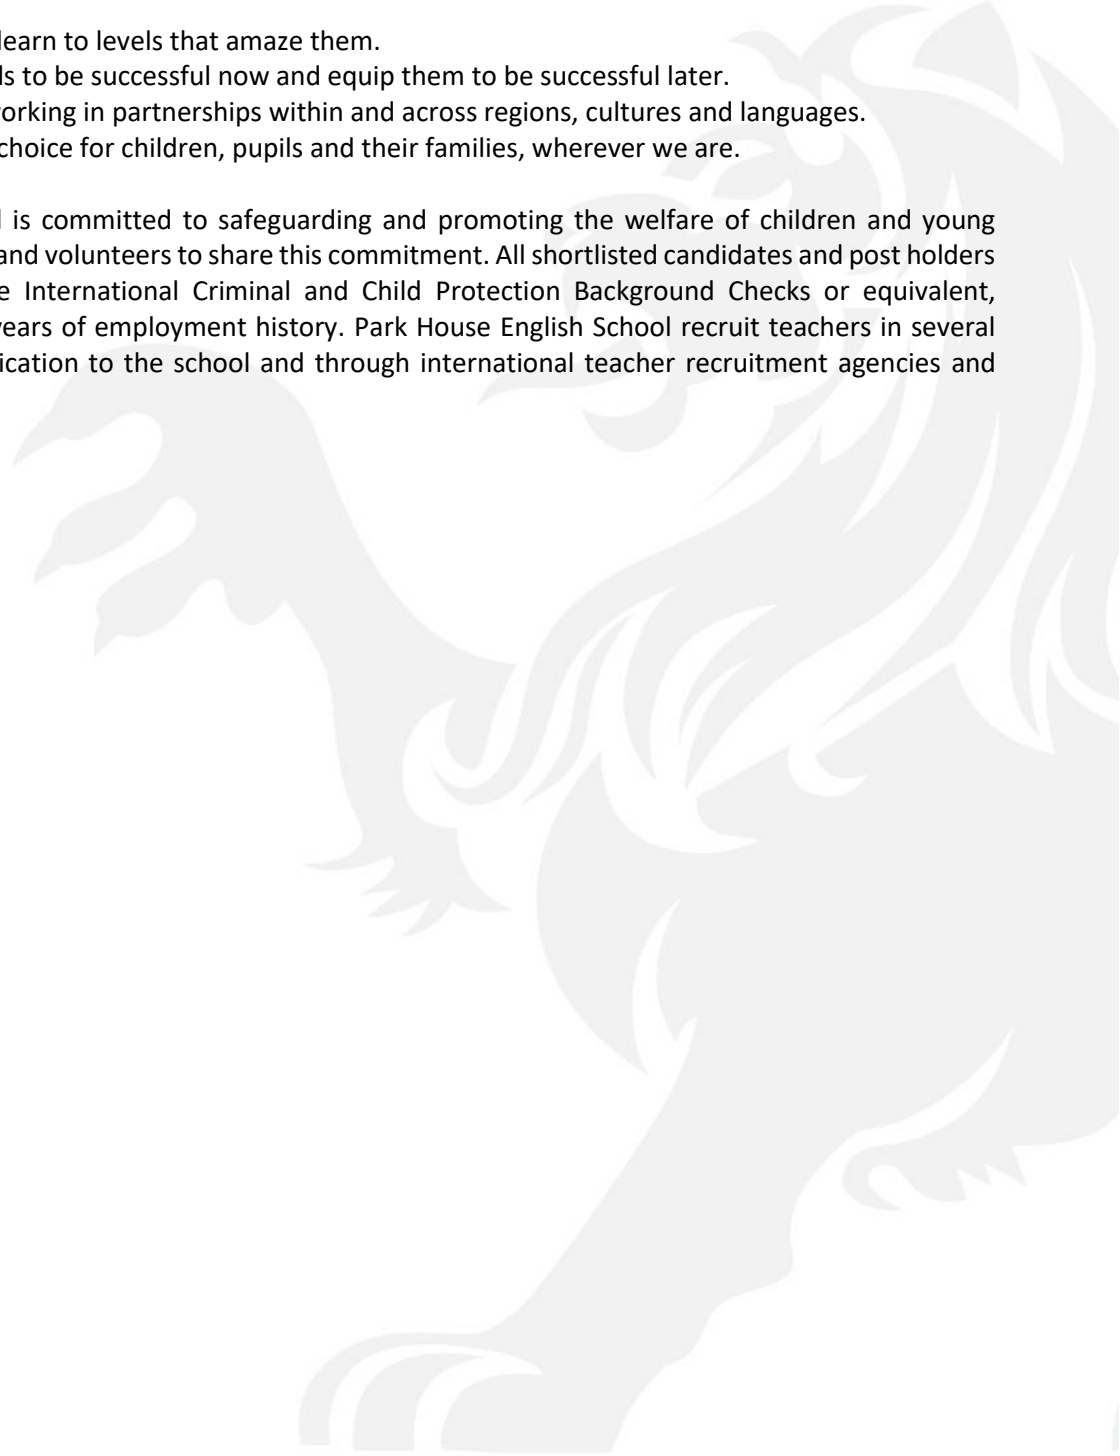 learn to levels that amaze them.
ls to be successful now and equip them to be successful later.
orking in partnerships within and across regions, cultures and languages.
choice for children, pupils and their families, wherever we are.
l is committed to safeguarding and promoting the welfare of children and young
and volunteers to share this commitment. All shortlisted candidates and post holders
e International Criminal and Child Protection Background Checks or equivalent,
years of employment history. Park House English School recruit teachers in several
ication to the school and through international teacher recruitment agencies and